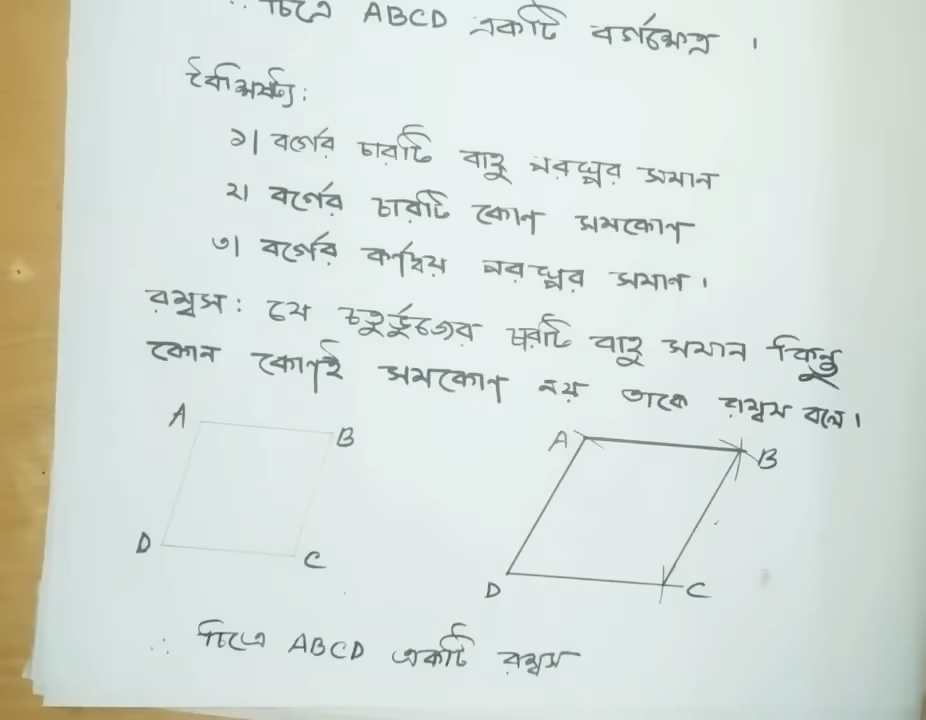 ∴ চিত্রে ABCD একটি বর্গক্ষেত্র ।
বৈশিষ্ট্য:
১। বর্গের চারটি বাহু পরস্পর সমান
২। বর্গের চারটি কোণ সমকোণ
৩। বর্গের কর্ণদ্বয় পরস্পর সমান ।
রম্বস: যে চতুর্ভুজের চারটি বাহু সমান কিন্তু
কোন কোণই সমকোণ নয় তাকে রম্বস বলে ।
A B
D C
A B
D C
∴ চিত্রে ABCD একটি রম্বস